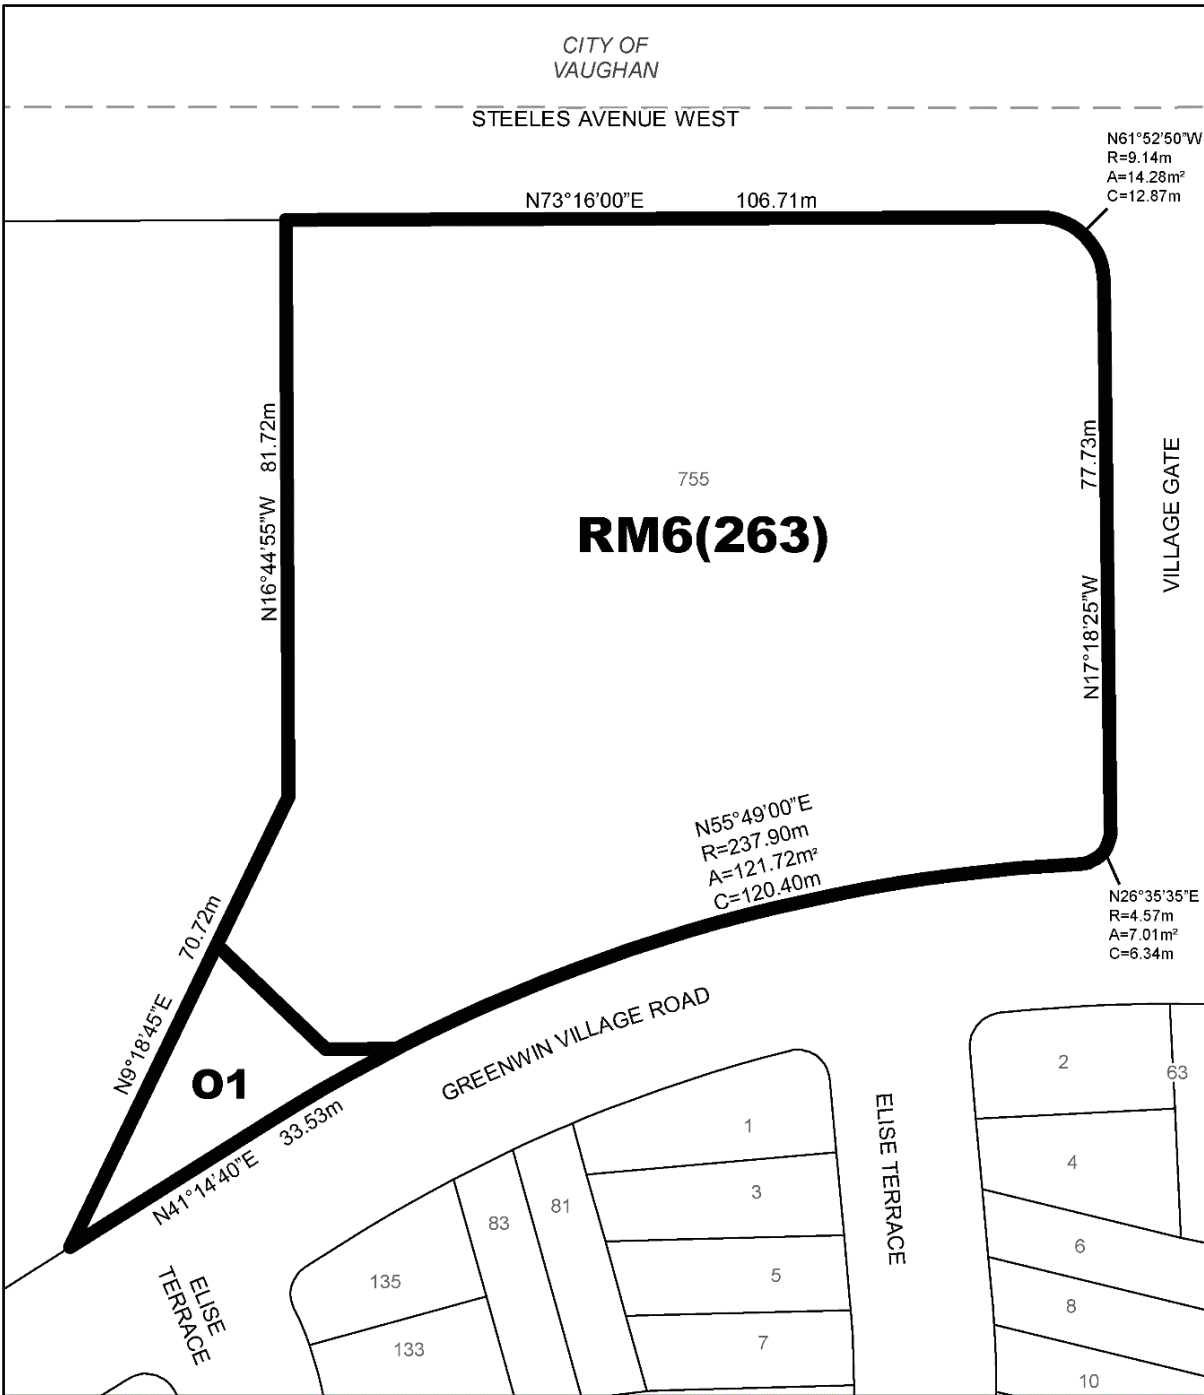 CITY OF
VAUGHAN
STEELES AVENUE WEST
N61°52'50"W
R=9.14m
A=14.28m²
C=12.87m
N73°16'00"E 106.71m
N16°44'55"W 81.72m
755
RM6(263)
77.73m
N17°18'25"W
VILLAGE GATE
N55°49'00"E
R=237.90m
A=121.72m²
C=120.40m
N26°35'35"E
R=4.57m
A=7.01m²
C=6.34m
N9°18'45"E 70.72m
O1
N41°14'40"E 33.53m
GREENWIN VILLAGE ROAD
ELISE
TERRACE
ELISE TERRACE
135
133
83
81
1
3
5
7
2
63
4
6
8
10